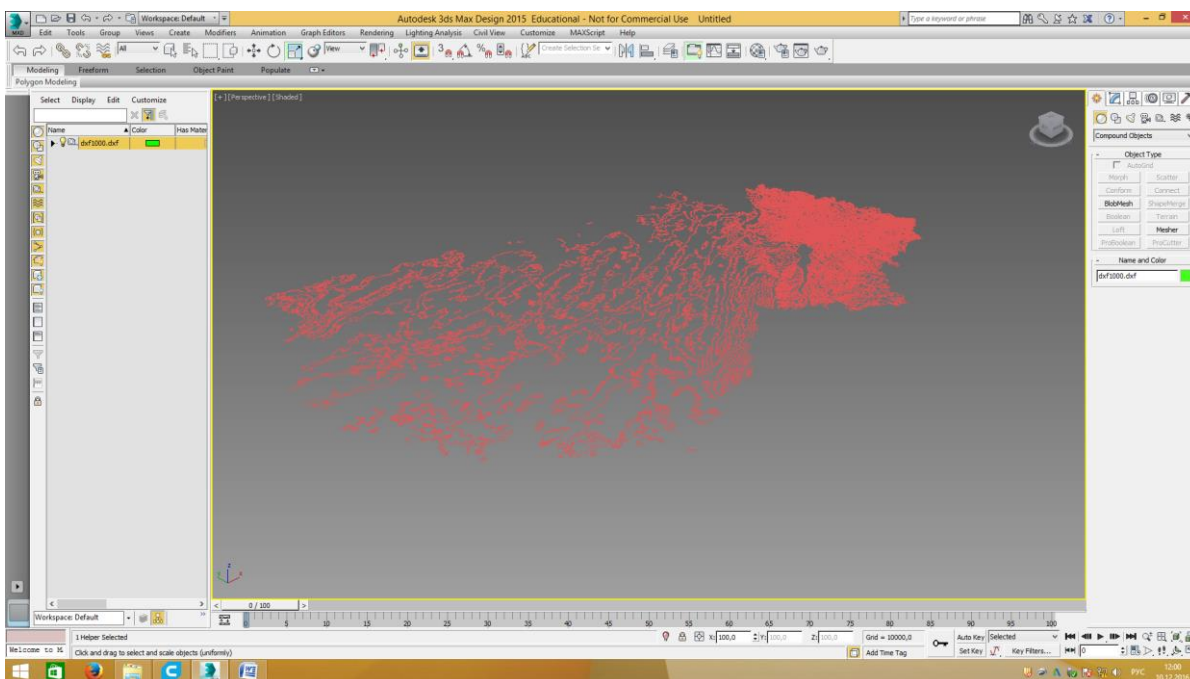 Workspace: Default
Autodesk 3ds Max Design 2015 Educational - Not for Commercial Use Untitled
Type a keyword or phrase
MXD
Edit Tools Group Views Create Modifiers Animation Graph Editors Rendering Lighting Analysis Civil View Customize MAXScript Help
All
View
Create Selection Se
Modeling Freeform Selection Object Paint Populate
Polygon Modeling
Select Display Edit Customize
Name Color Has Mater
dxf1000.dxf
[+][Perspective][Shaded]
Compound Objects
Object Type
AutoGrid
Morph Scatter
Conform Connect
BlobMesh ShapeMerge
Boolean Terrain
Loft Mesher
ProBoolean ProCutter
Name and Color
dxf1000.dxf
z
0 / 100
Workspace: Default
5 10 15 20 25 30 35 40 45 50 55 60 65 70 75 80 85 90 95 100
1 Helper Selected
X: 100,0 Y: 100,0 Z: 100,0
Grid = 10000,0
Auto Key Selected
Welcome to M
Click and drag to select and scale objects (uniformly)
Add Time Tag
Set Key Key Filters...
0
РУС
12:00
30.12.2016